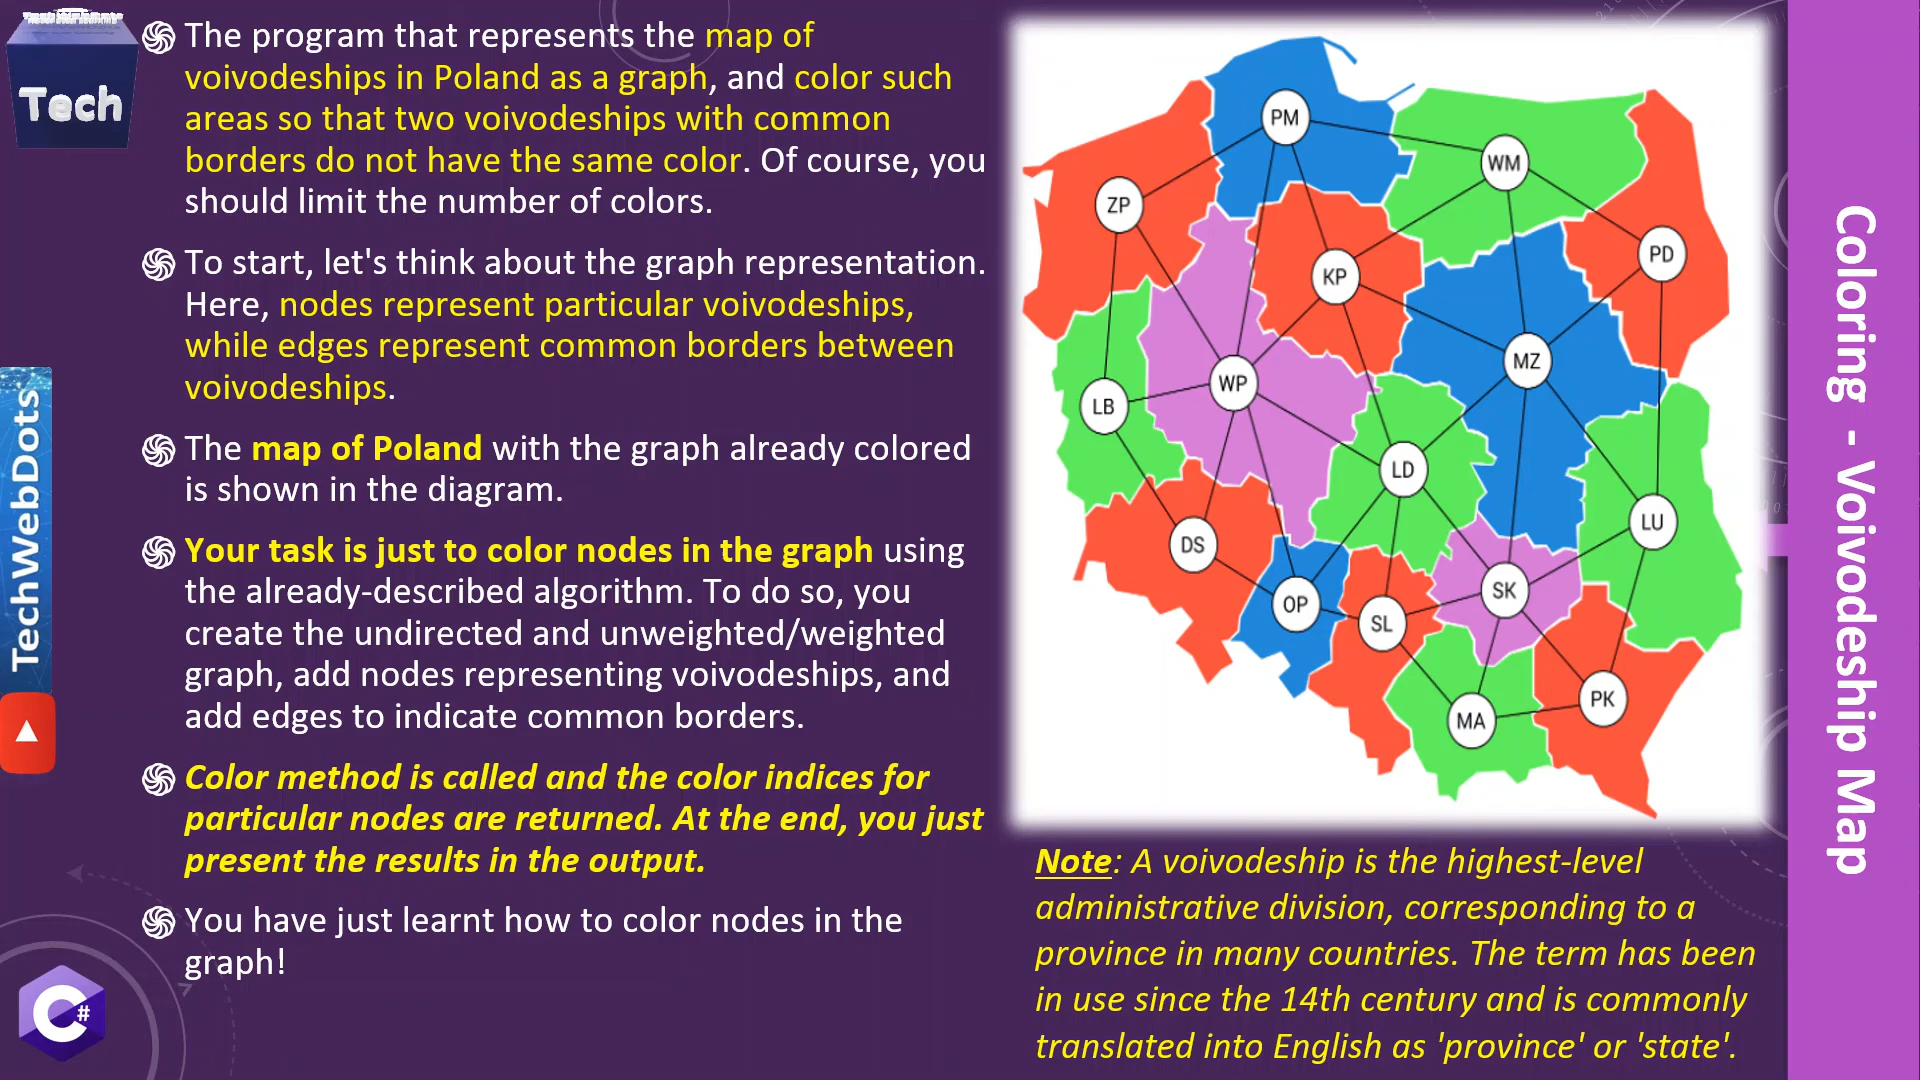 Tech
The program that represents the map of
voivodeships in Poland as a graph, and color such
areas so that two voivodeships with common
borders do not have the same color. Of course, you
should limit the number of colors.
To start, let's think about the graph representation.
Here, nodes represent particular voivodeships,
while edges represent common borders between
voivodeships.
The map of Poland with the graph already colored
is shown in the diagram.
Your task is just to color nodes in the graph using
the already-described algorithm. To do so, you
create the undirected and unweighted/weighted
graph, add nodes representing voivodeships, and
add edges to indicate common borders.
Color method is called and the color indices for
particular nodes are returned. At the end, you just
present the results in the output.
You have just learnt how to color nodes in the
graph!
TechWebDots
C#
PM
WM
ZP
PD
KP
MZ
WP
LB
LD
LU
DS
SK
OP
SL
PK
MA
Note: A voivodeship is the highest-level
administrative division, corresponding to a
province in many countries. The term has been
in use since the 14th century and is commonly
translated into English as 'province' or 'state'.
Coloring - Voivodeship Map